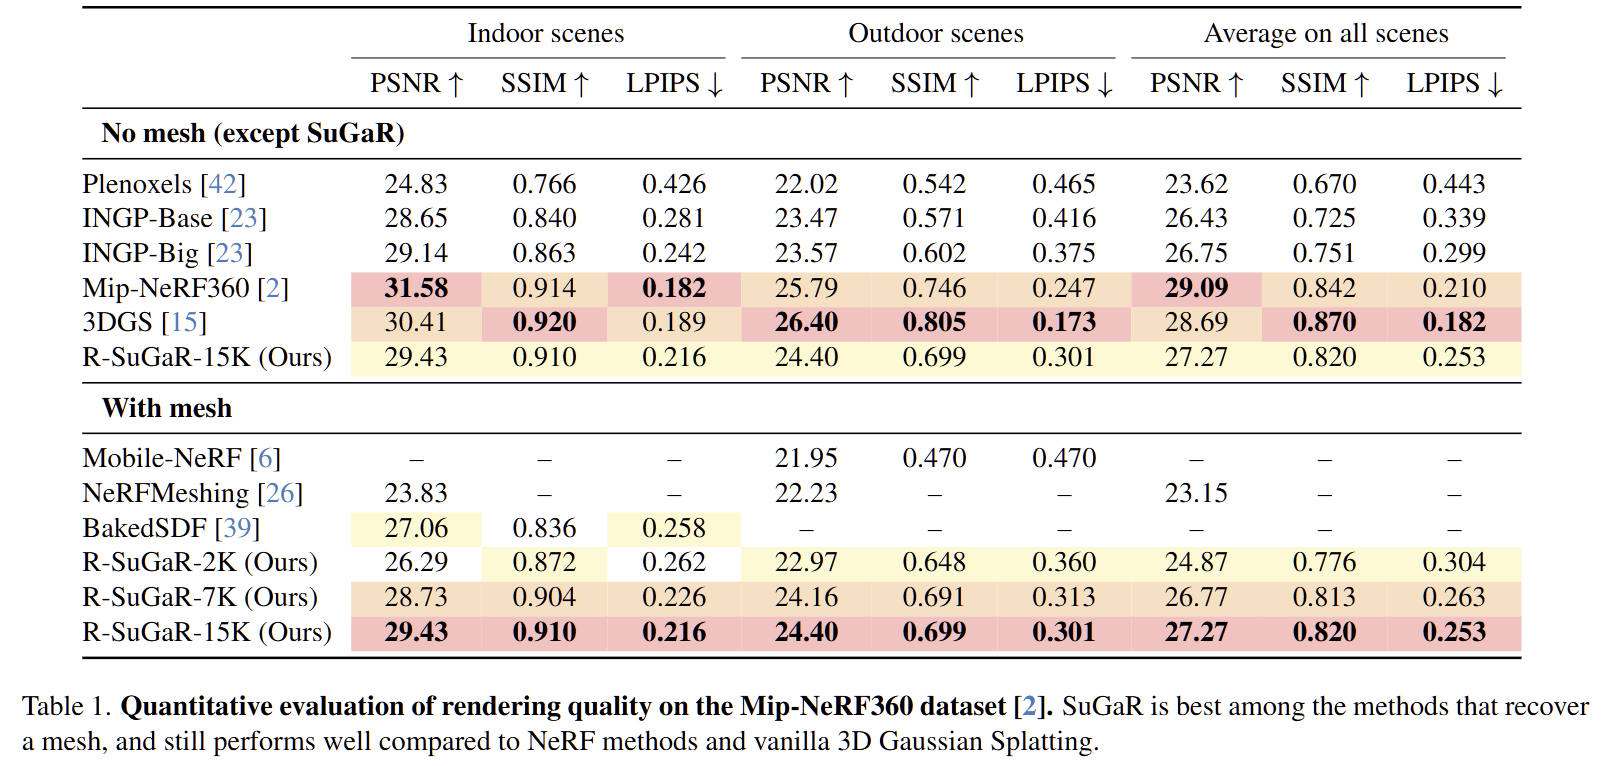 Indoor scenes Outdoor scenes Average on all scenes
PSNR ↑ SSIM ↑ LPIPS ↓ PSNR ↑ SSIM ↑ LPIPS ↓ PSNR ↑ SSIM ↑ LPIPS ↓
No mesh (except SuGaR)
Plenoxels [42] 24.83 0.766 0.426 22.02 0.542 0.465 23.62 0.670 0.443
INGP-Base [23] 28.65 0.840 0.281 23.47 0.571 0.416 26.43 0.725 0.339
INGP-Big [23] 29.14 0.863 0.242 23.57 0.602 0.375 26.75 0.751 0.299
Mip-NeRF360 [2] 31.58 0.914 0.182 25.79 0.746 0.247 29.09 0.842 0.210
3DGS [15] 30.41 0.920 0.189 26.40 0.805 0.173 28.69 0.870 0.182
R-SuGaR-15K (Ours) 29.43 0.910 0.216 24.40 0.699 0.301 27.27 0.820 0.253
With mesh
Mobile-NeRF [6] – – – 21.95 0.470 0.470 – – –
NeRFMeshing [26] 23.83 – – 22.23 – – 23.15 – –
BakedSDF [39] 27.06 0.836 0.258 – – – – – –
R-SuGaR-2K (Ours) 26.29 0.872 0.262 22.97 0.648 0.360 24.87 0.776 0.304
R-SuGaR-7K (Ours) 28.73 0.904 0.226 24.16 0.691 0.313 26.77 0.813 0.263
R-SuGaR-15K (Ours) 29.43 0.910 0.216 24.40 0.699 0.301 27.27 0.820 0.253
Table 1. Quantitative evaluation of rendering quality on the Mip-NeRF360 dataset [2]. SuGaR is best among the methods that recover
a mesh, and still performs well compared to NeRF methods and vanilla 3D Gaussian Splatting.